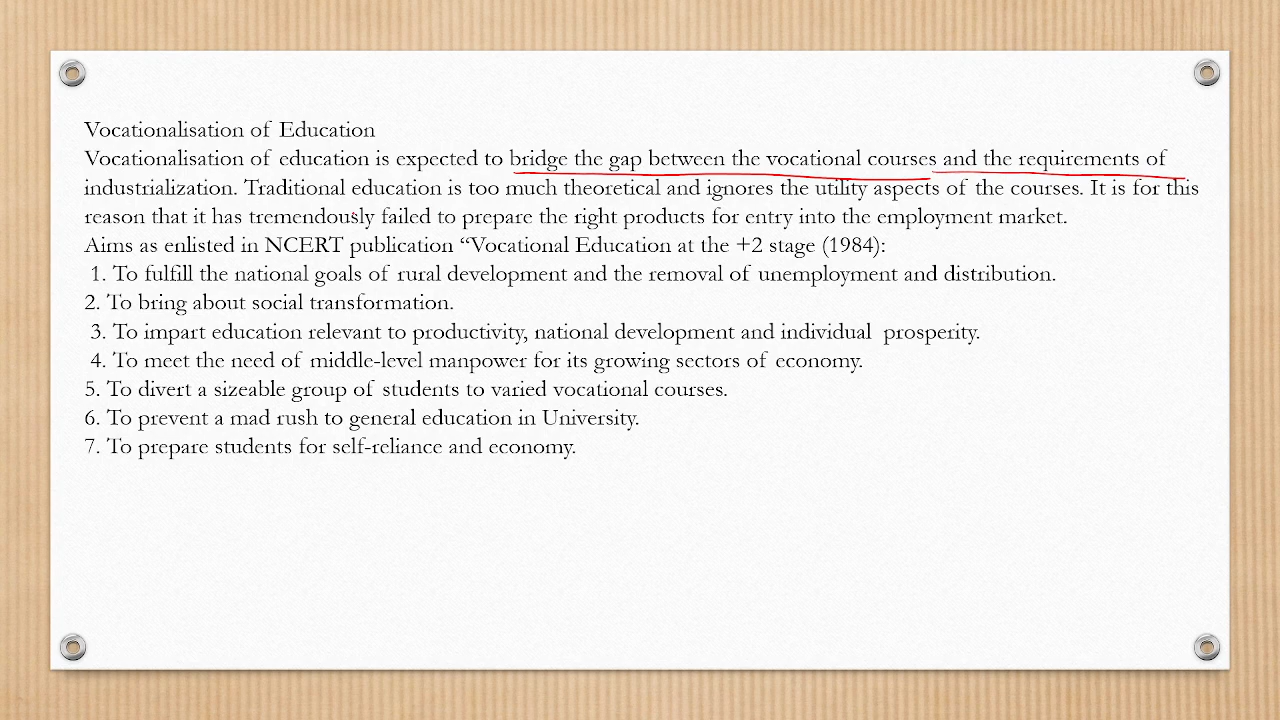 Vocationalisation of Education
Vocationalisation of education is expected to bridge the gap between the vocational courses and the requirements of
industrialization. Traditional education is too much theoretical and ignores the utility aspects of the courses. It is for this
reason that it has tremendously failed to prepare the right products for entry into the employment market.
Aims as enlisted in NCERT publication “Vocational Education at the +2 stage (1984):
1. To fulfill the national goals of rural development and the removal of unemployment and distribution.
2. To bring about social transformation.
3. To impart education relevant to productivity, national development and individual prosperity.
4. To meet the need of middle-level manpower for its growing sectors of economy.
5. To divert a sizeable group of students to varied vocational courses.
6. To prevent a mad rush to general education in University.
7. To prepare students for self-reliance and economy.